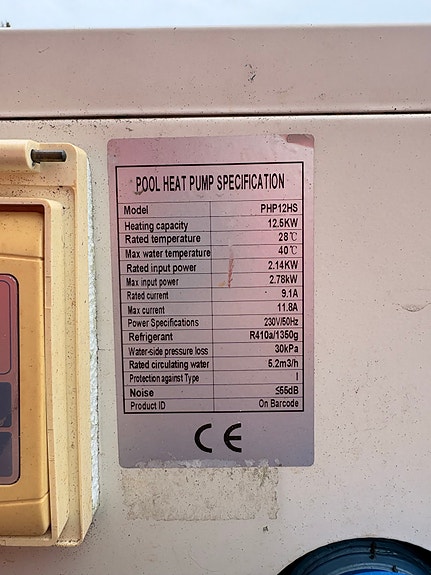 POOL HEAT PUMP SPECIFICATION
Model PHP12HS
Heating capacity 12.5KW
Rated temperature 28℃
Max water temperature 40℃
Rated input power 2.14KW
Max input power 2.78kW
Rated current 9.1A
Max current 11.8A
Power Specifications 230V/50Hz
Refrigerant R410a/1350g
Water-side pressure loss 30kPa
Rated circulating water 5.2m3/h
Protection against Type I
Noise ≤55dB
Product ID On Barcode
CE